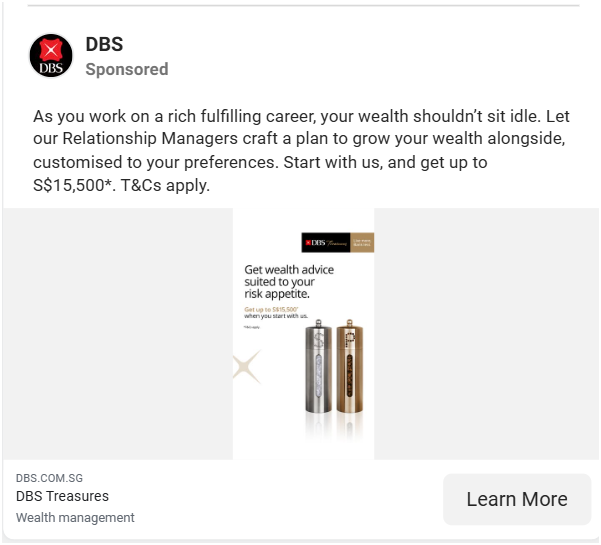 DBS
Sponsored
DBS
As you work on a rich fulfilling career, your wealth shouldn’t sit idle. Let
our Relationship Managers craft a plan to grow your wealth alongside,
customised to your preferences. Start with us, and get up to
S$15,500*. T&Cs apply.
DBS Treasures
Get wealth advice
suited to your
risk appetite.
Get up to S$15,500*
when you start with us.
S
P
DBS.COM.SG
DBS Treasures
Wealth management
Learn More